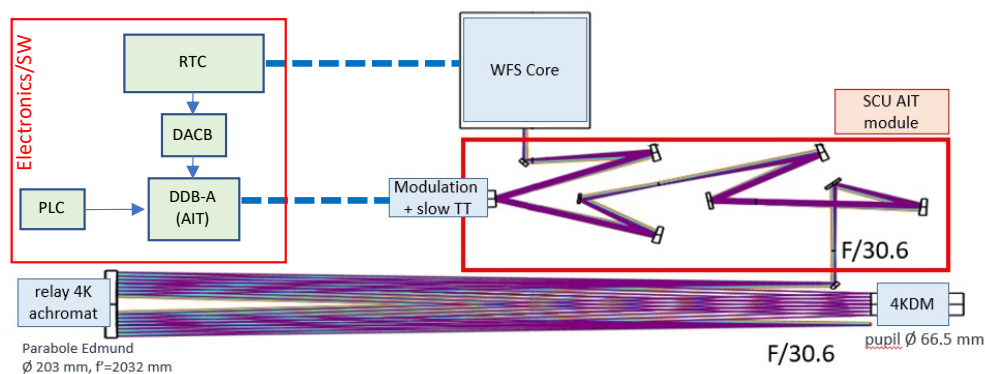 Electronics/SW
RTC
DACB
PLC
DDB-A
(AIT)
WFS Core
SCU AIT
module
Modulation
+ slow TT
F/30.6
relay 4K
achromat
4KDM
Parabole Edmund
Ø 203 mm, f'=2032 mm
F/30.6
pupil Ø 66.5 mm